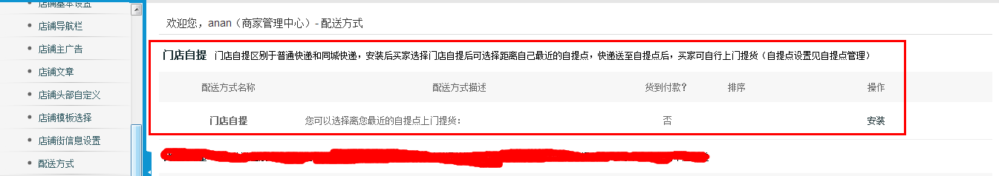 店铺基本设置
店铺导航栏
店铺主广告
店铺文章
店铺头部自定义
店铺模板选择
店铺街信息设置
配送方式
欢迎您，anan（商家管理中心）- 配送方式
门店自提 门店自提区别于普通快递和同城快递，安装后买家选择门店自提后可选择距离自己最近的自提点，快递送至自提点后，买家可自行上门提货（自提点设置见自提点管理）
配送方式名称 配送方式描述 货到付款？ 排序 操作
门店自提 您可以选择离您最近的自提点上门提货： 否 安装